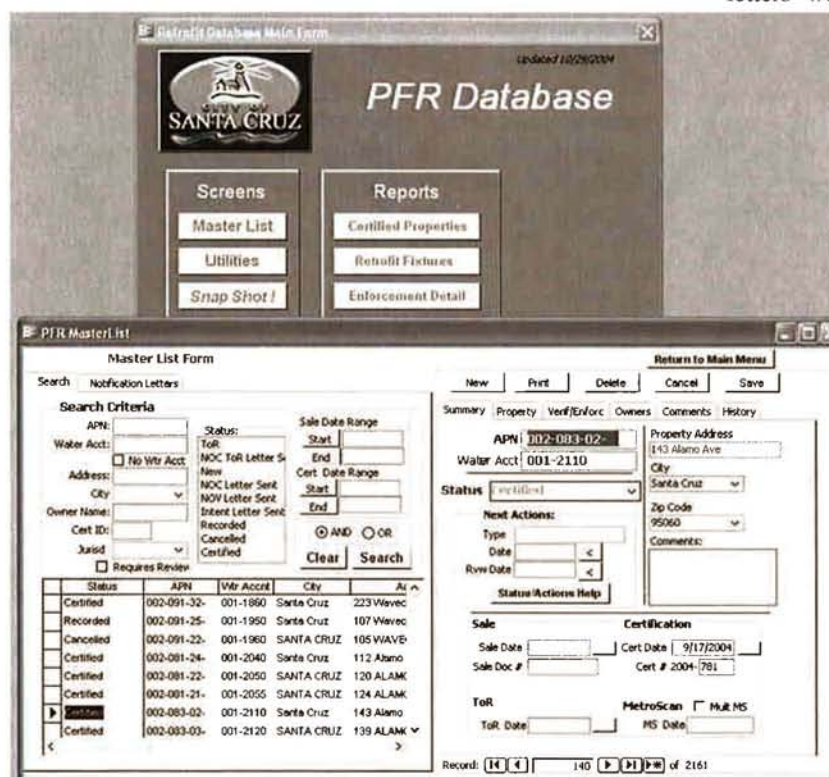 Retrofit Database Main Form
Updated 10/29/2004
CITY OF
SANTA CRUZ
PFR Database
Screens
Master List
Utilities
Snap Shot !
Reports
Certified Properties
Retrofit Fixtures
Enforcement Detail
PFR MasterList
Master List Form
Return to Main Menu
Search Notification Letters
New Print Delete Cancel Save
Search Criteria
APN:
Water Acct:
No Wtr Acct
Address:
City
Owner Name:
Cert ID:
Jurisd
Requires Review
Status:
ToR
NOC ToR Letter S
New
NOC Letter Sent
NOV Letter Sent
Intent Letter Sent
Recorded
Cancelled
Certified
Sale Date Range
Start
End
Cert. Date Range
Start
End
AND OR
Clear Search
Status APN Wtr Accnt City
Certified 002-091-32- 001-1860 Santa Cruz 223 Wavec
Recorded 002-091-25- 001-1950 Santa Cruz 107 Wavec
Cancelled 002-091-22- 001-1960 SANTA CRUZ 105 WAVE
Certified 002-081-24- 001-2040 Santa Cruz 112 Alamo
Certified 002-081-22- 001-2050 SANTA CRUZ 120 ALAMO
Certified 002-081-21- 001-2055 SANTA CRUZ 124 ALAMO
Certified 002-083-02- 001-2110 Santa Cruz 143 Alamo
Certified 002-083-03- 001-2120 SANTA CRUZ 139 ALAMO
Summary Property Verif/Enforc Owners Comments History
APN 002-083-02-
Water Acct 001-2110
Status Certified
Next Actions:
Type
Date <
Rvw Date <
Status/Actions Help
Property Address
143 Alamo Ave
City
Santa Cruz
Zip Code
95060
Comments:
Sale
Sale Date
Sale Doc #
Certification
Cert Date 9/17/2004
Cert # 2004- 781
ToR
ToR Date
MetroScan Mult MS
MS Date
Record: 140 of 2161